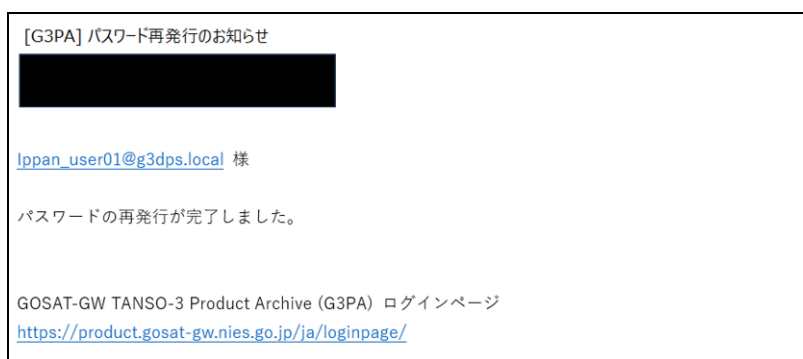 [G3PA] パスワード再発行のお知らせ
Ippan_user01@g3dps.local 様
パスワードの再発行が完了しました。
GOSAT-GW TANSO-3 Product Archive (G3PA) ログインページ
https://product.gosat-gw.nies.go.jp/ja/loginpage/